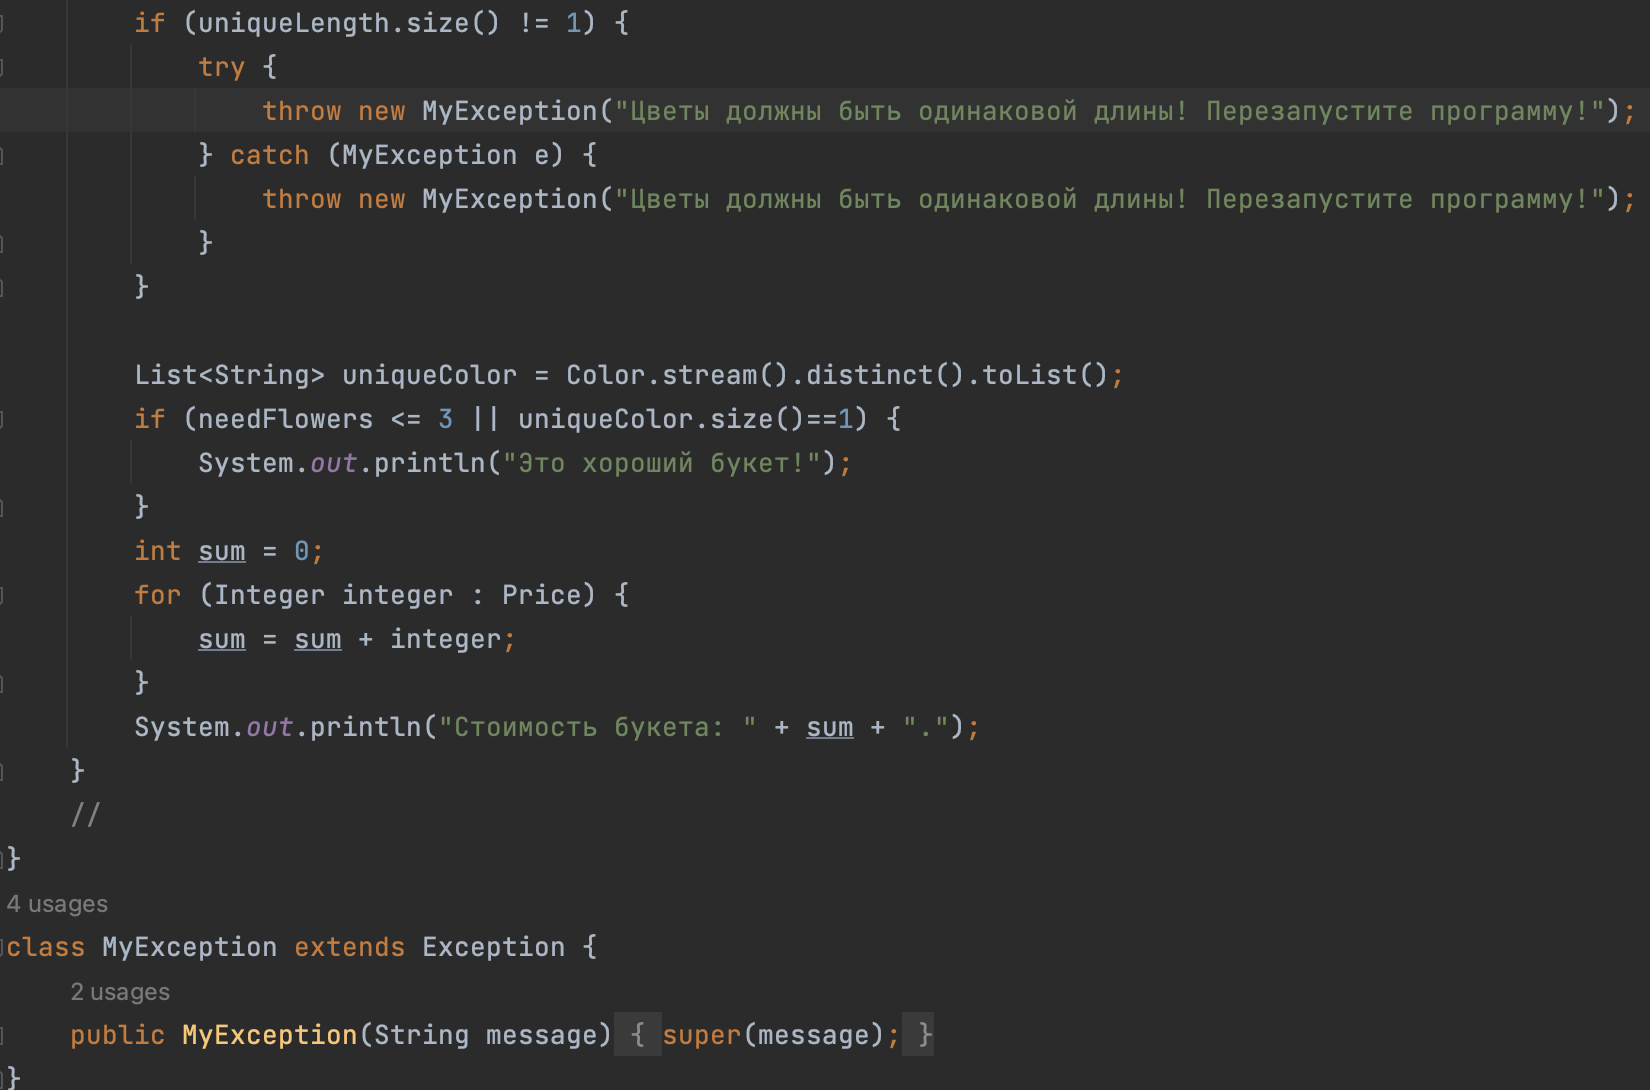 if (uniqueLength.size() != 1) {
try {
throw new MyException("Цветы должны быть одинаковой длины! Перезапустите программу!");
} catch (MyException e) {
throw new MyException("Цветы должны быть одинаковой длины! Перезапустите программу!");
}
}
List<String> uniqueColor = Color.stream().distinct().toList();
if (needFlowers <= 3 || uniqueColor.size()==1) {
System.out.println("Это хороший букет!");
}
int sum = 0;
for (Integer integer : Price) {
sum = sum + integer;
}
System.out.println("Стоимость букета: " + sum + ".");
}
//
}
4 usages
class MyException extends Exception {
2 usages
public MyException(String message) { super(message); }
}